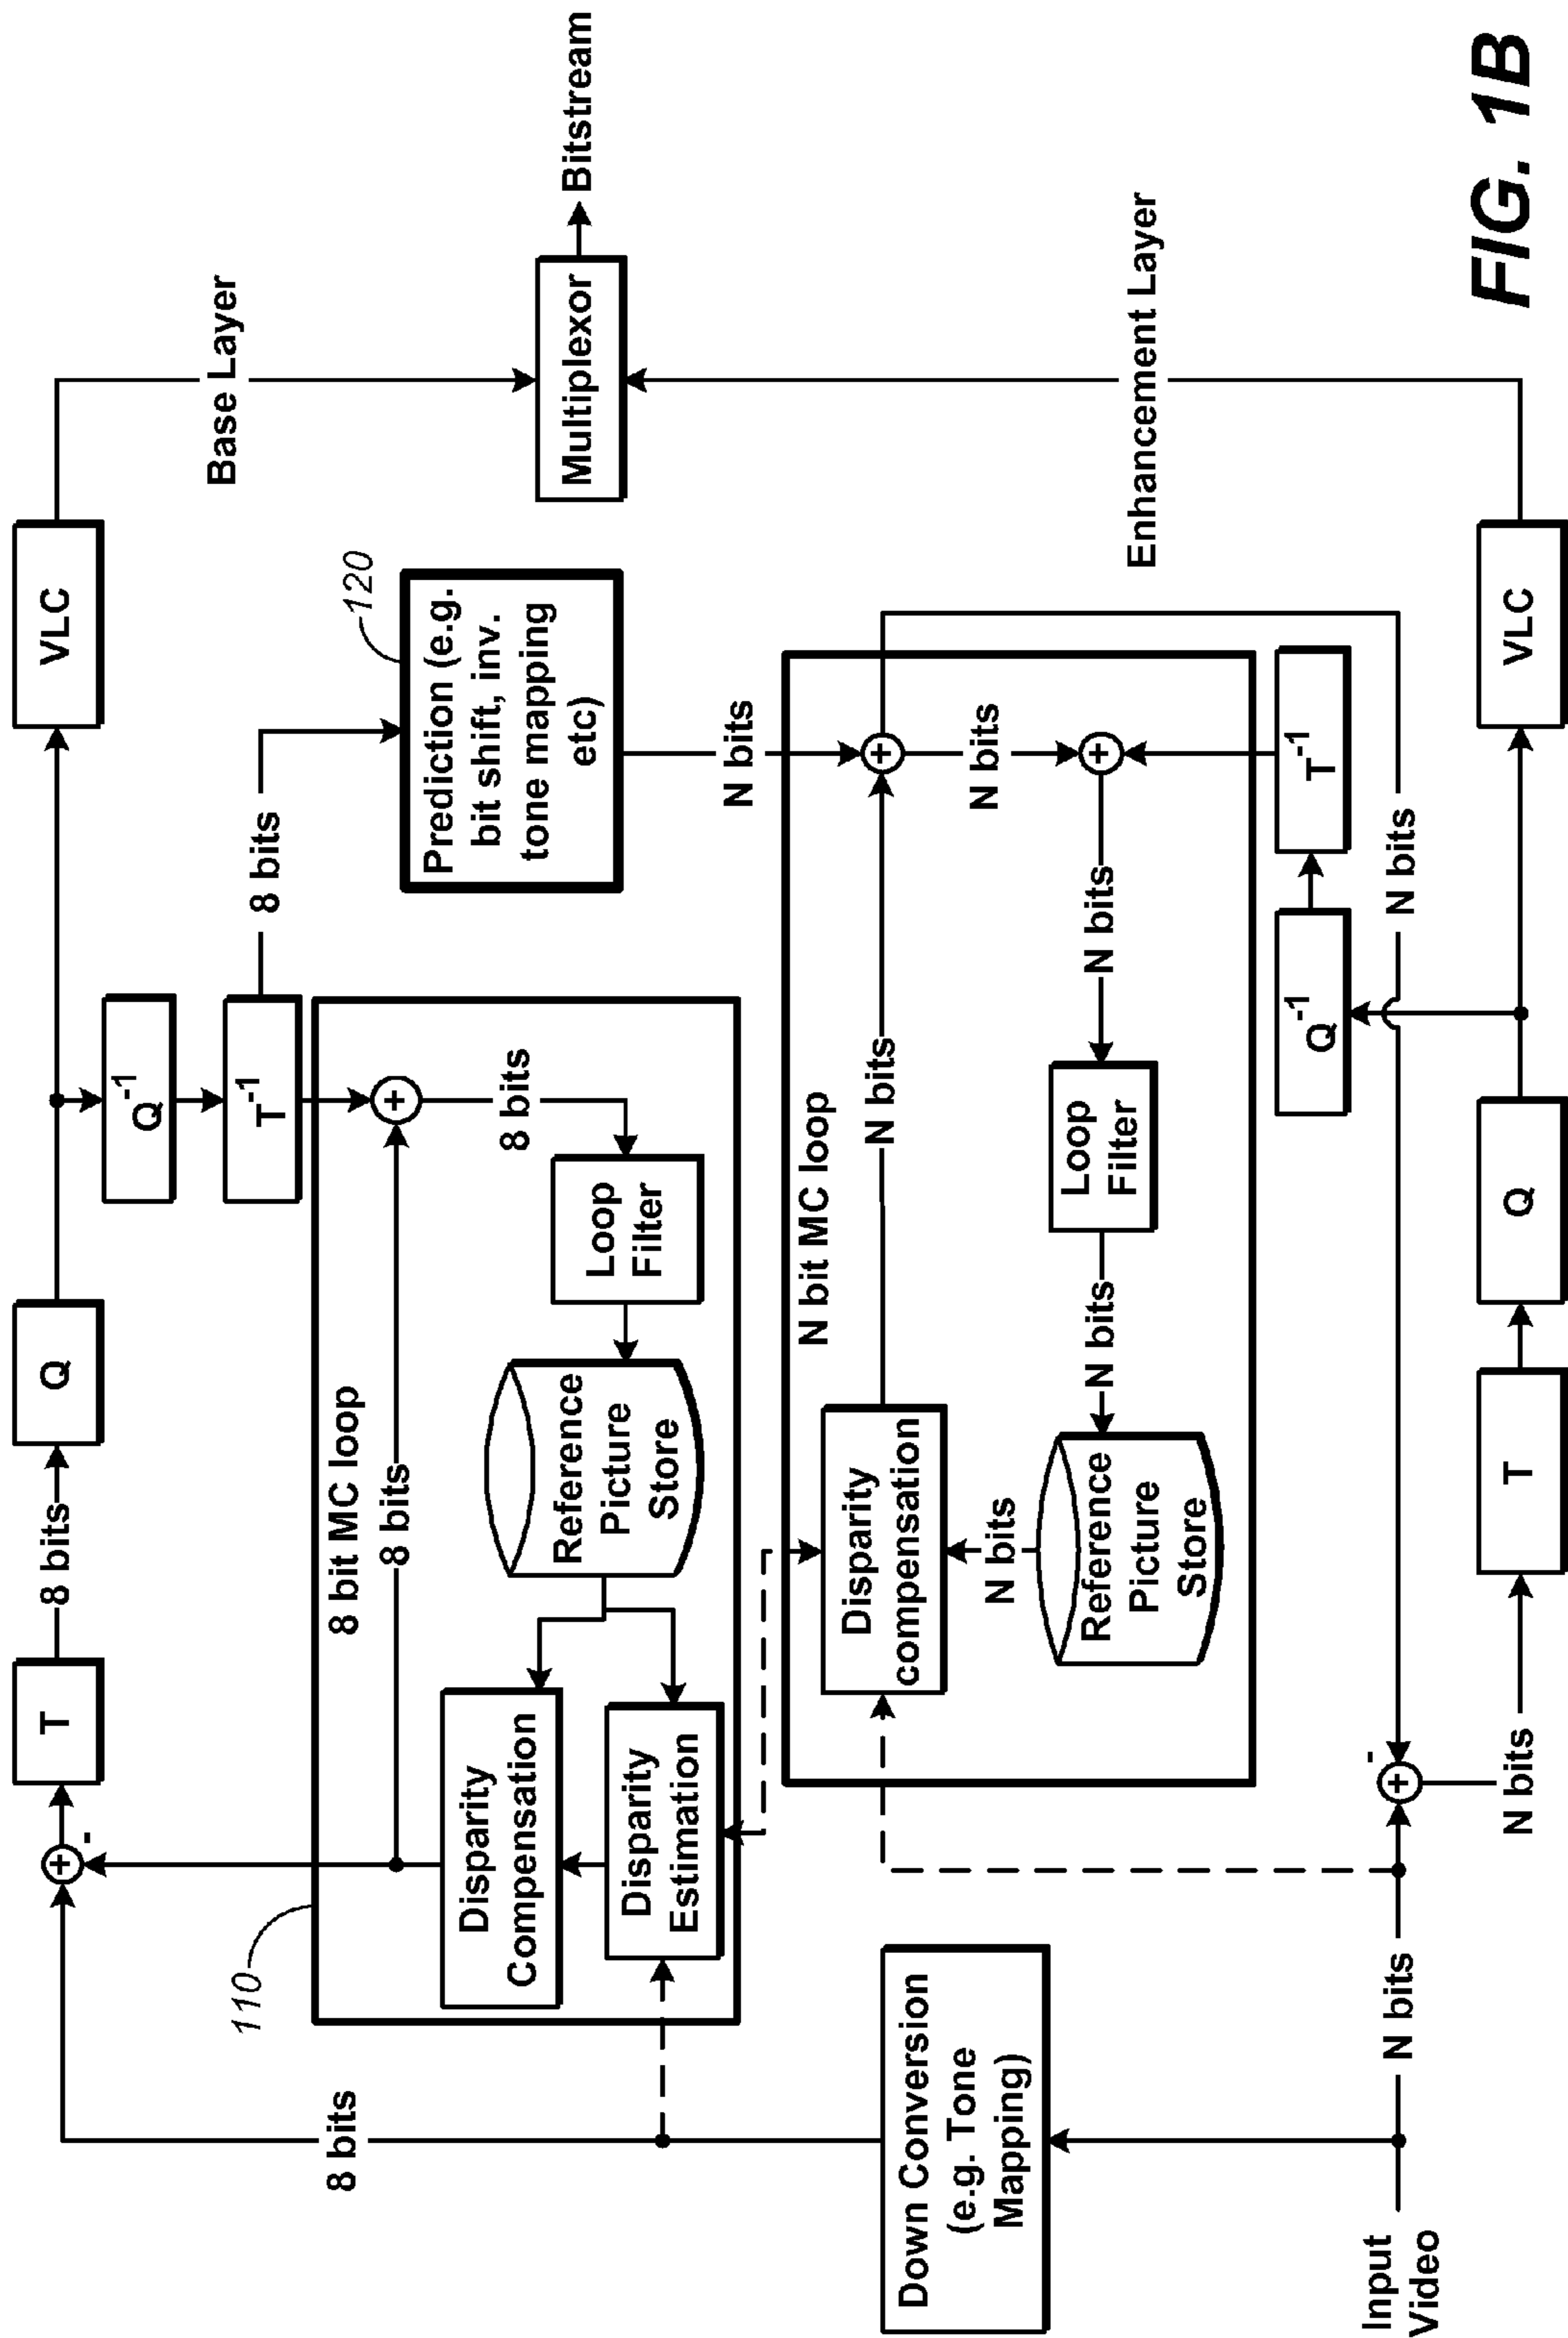 T
8 bits
Q
VLC
Q-1
T-1
Base Layer
8 bits
110
8 bits
120
8 bit MC loop
8 bits
+
-
+
Prediction (e.g.
bit shift, inv.
tone mapping
etc)
Disparity
Compensation
8 bits
Reference
Picture
Store
Loop
Filter
Multiplexor
Bitstream
Disparity
Estimation
N bits
N bit MC loop
Disparity
compensation
N bits
+
Down Conversion
(e.g. Tone
Mapping)
N bits
N bits
Reference
Picture
Store
N bits
Loop
Filter
N bits
+
Enhancement Layer
Q-1
T-1
Input
Video
N bits
+
-
N bits
N bits
T
Q
VLC
FIG. 1B